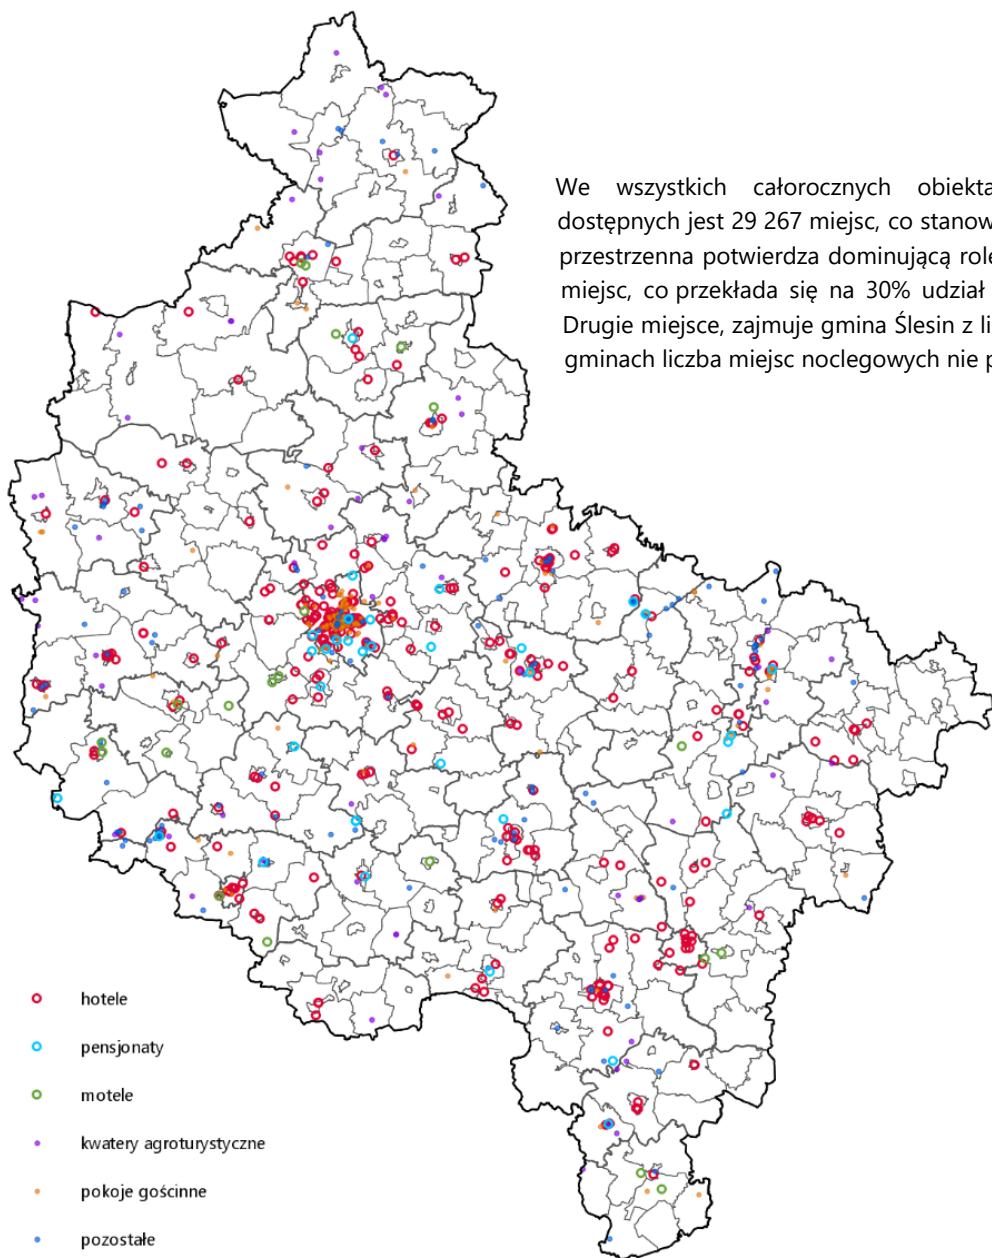 We wszystkich całorocznych obiekta
dostępnych jest 29 267 miejsc, co stanow
przestrzenna potwierdza dominującą rolę
miejsc, co przekłada się na 30% udział
Drugie miejsce, zajmuje gmina Ślesin z li
gminach liczba miejsc noclegowych nie p
hotele
pensjonaty
motele
kwatery agroturystyczne
pokoje gościnne
pozostałe